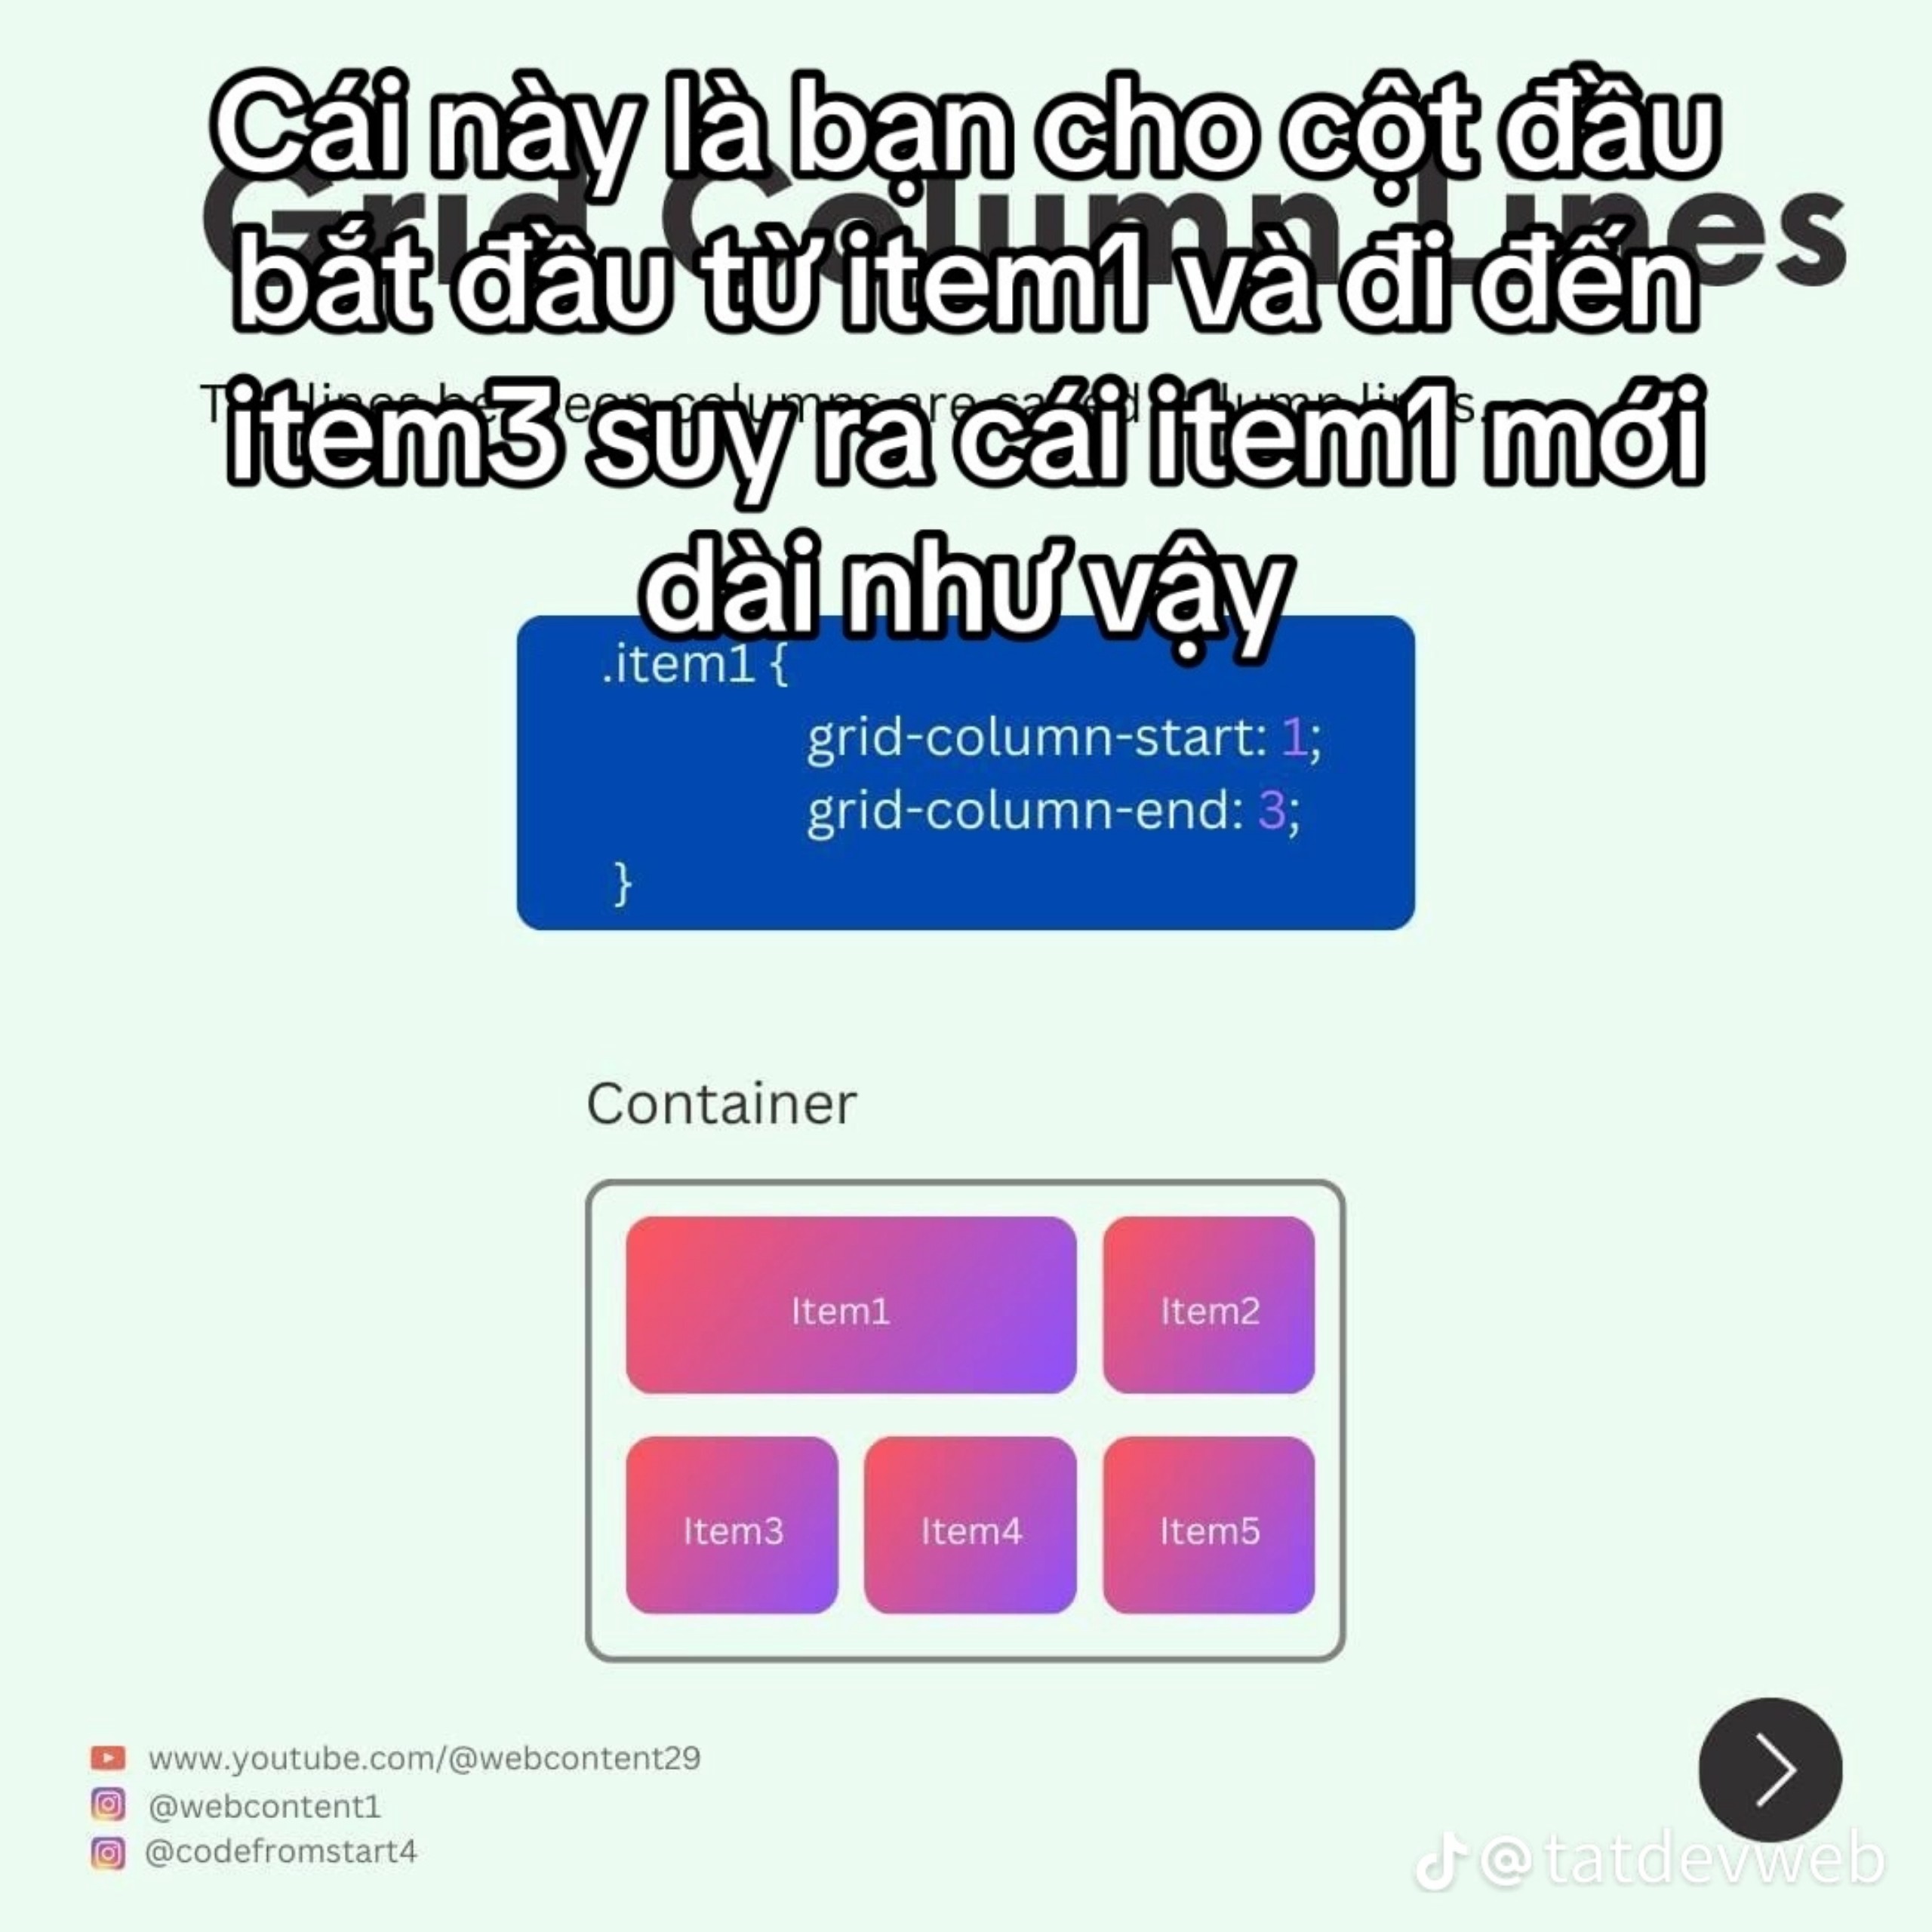 Cái này là bạn cho cột đầu
bắt đầu từ item1 và đi đến
item3 suy ra cái item1 mới
dài như vậy
Grid Column Lines
The lines between columns are called column lines.
.item1 {
grid-column-start: 1;
grid-column-end: 3;
}
Container
Item1
Item2
Item3
Item4
Item5
www.youtube.com/@webcontent29
@webcontent1
@codefromstart4
@tatdevweb